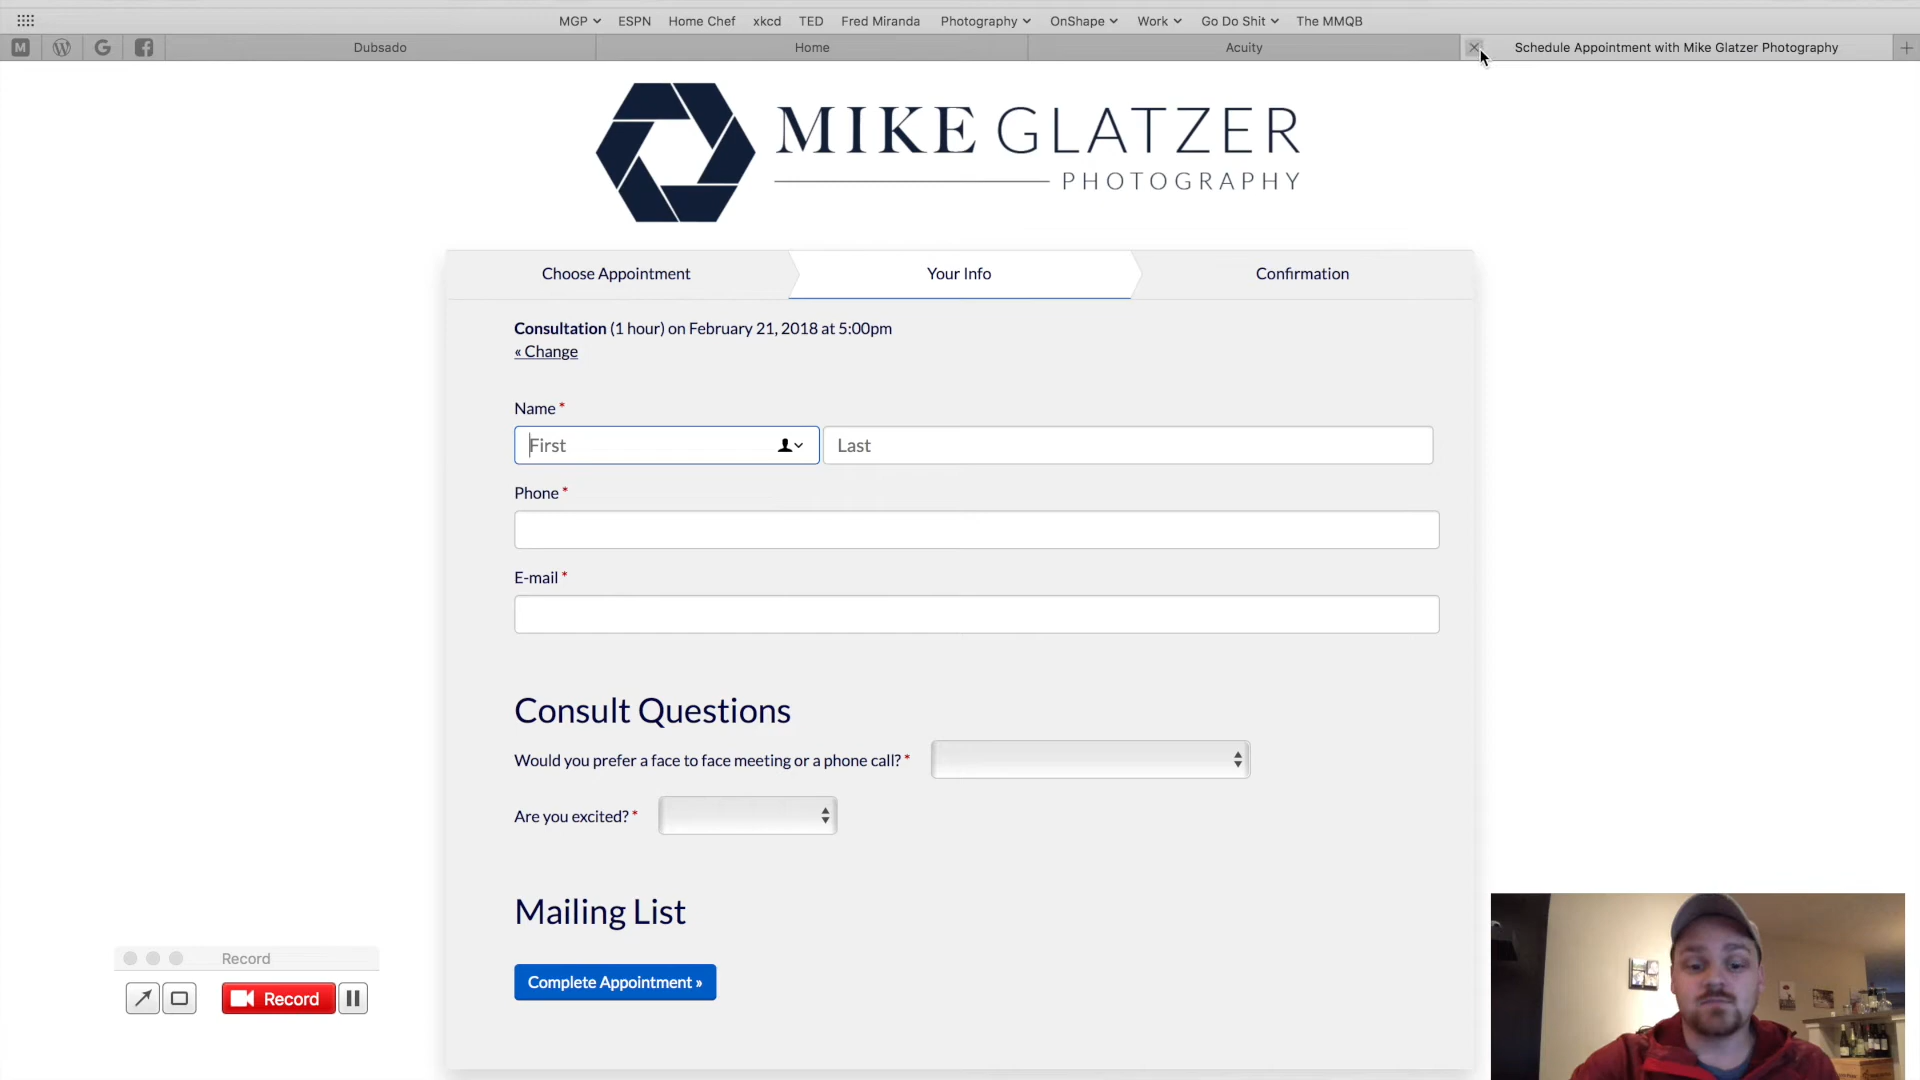 MGP ESPN Home Chef xkcd TED Fred Miranda Photography OnShape Work Go Do Shit The MMQB
M W G f Dubsado Home Acuity Schedule Appointment with Mike Glatzer Photography
MIKE GLATZER
PHOTOGRAPHY
Choose Appointment Your Info Confirmation
Consultation (1 hour) on February 21, 2018 at 5:00pm
« Change
Name *
First Last
Phone *
E-mail *
Consult Questions
Would you prefer a face to face meeting or a phone call? *
Are you excited? *
Mailing List
Complete Appointment »
Record
Record